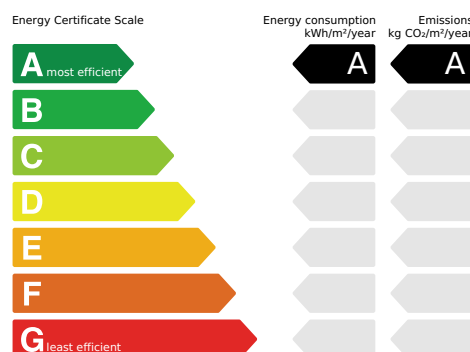 Energy Certificate Scale
Energy consumption
kWh/m²/year
Emissions
kg CO₂/m²/year
A most efficient
A
A
B
C
D
E
F
G least efficient